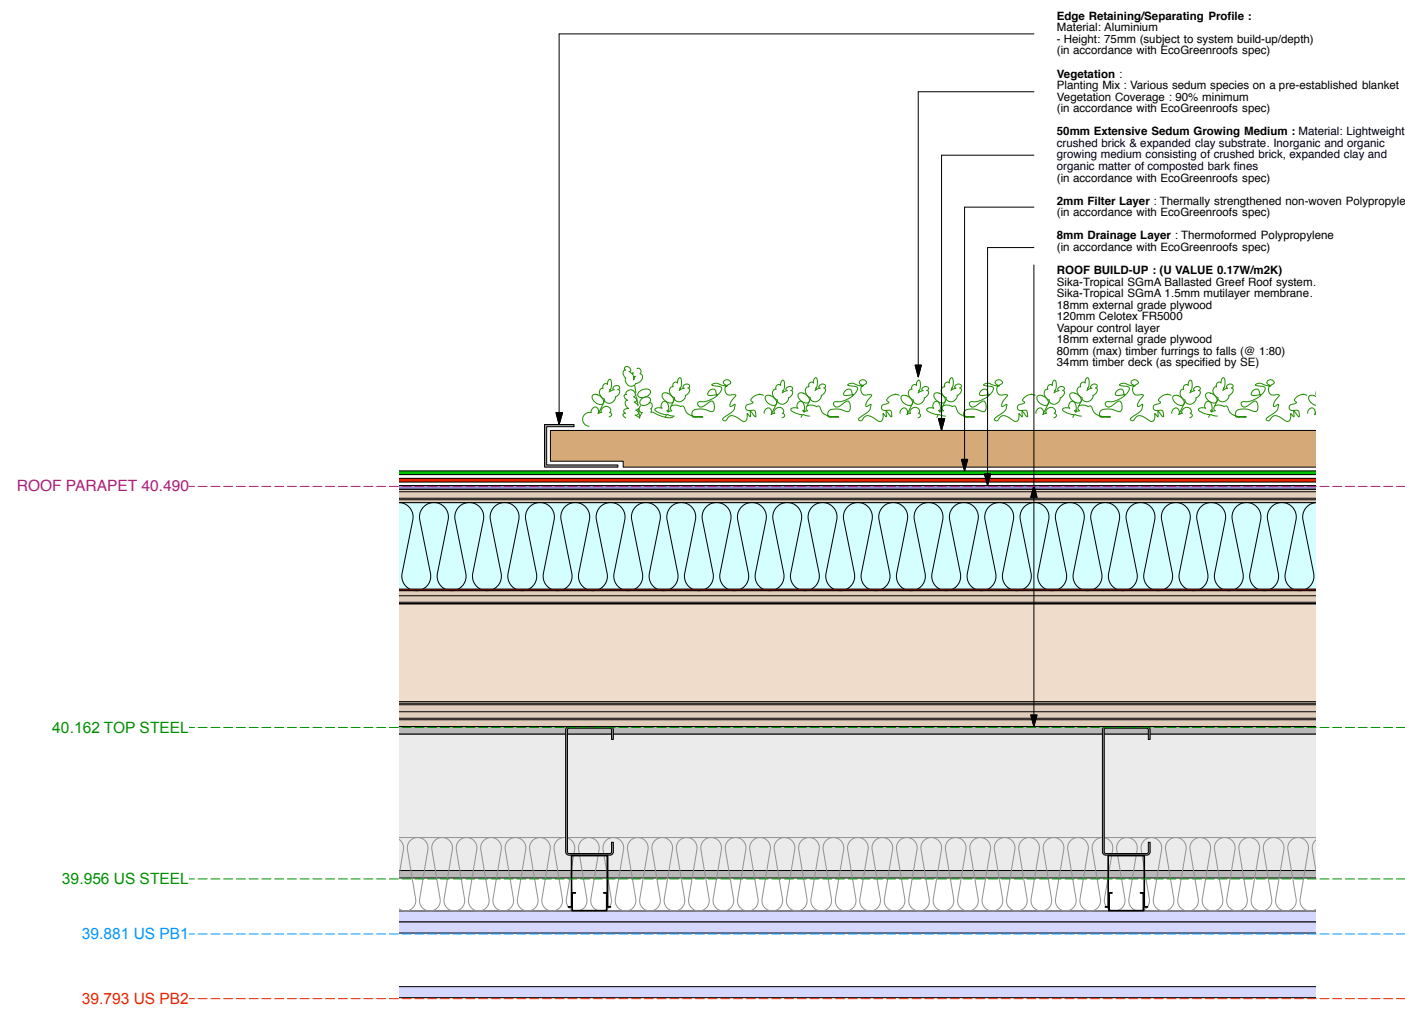 Edge Retaining/Separating Profile :
Material: Aluminium
- Height: 75mm (subject to system build-up/depth)
(in accordance with EcoGreenroofs spec)
Vegetation :
Planting Mix : Various sedum species on a pre-established blanket
Vegetation Coverage : 90% minimum
(in accordance with EcoGreenroofs spec)
50mm Extensive Sedum Growing Medium : Material: Lightweight
crushed brick & expanded clay substrate. Inorganic and organic
growing medium consisting of crushed brick, expanded clay and
organic matter of composted bark fines
(in accordance with EcoGreenroofs spec)
2mm Filter Layer : Thermally strengthened non-woven Polypropyle
(in accordance with EcoGreenroofs spec)
8mm Drainage Layer : Thermoformed Polypropylene
(in accordance with EcoGreenroofs spec)
ROOF BUILD-UP : (U VALUE 0.17W/m2K)
Sika-Tropical SGmA Ballasted Greef Roof system.
Sika-Tropical SGmA 1.5mm mutilayer membrane.
18mm external grade plywood
120mm Celotex FR5000
Vapour control layer
18mm external grade plywood
80mm (max) timber furrings to falls (@ 1:80)
34mm timber deck (as specified by SE)
ROOF PARAPET 40.490
40.162 TOP STEEL
39.956 US STEEL
39.881 US PB1
39.793 US PB2